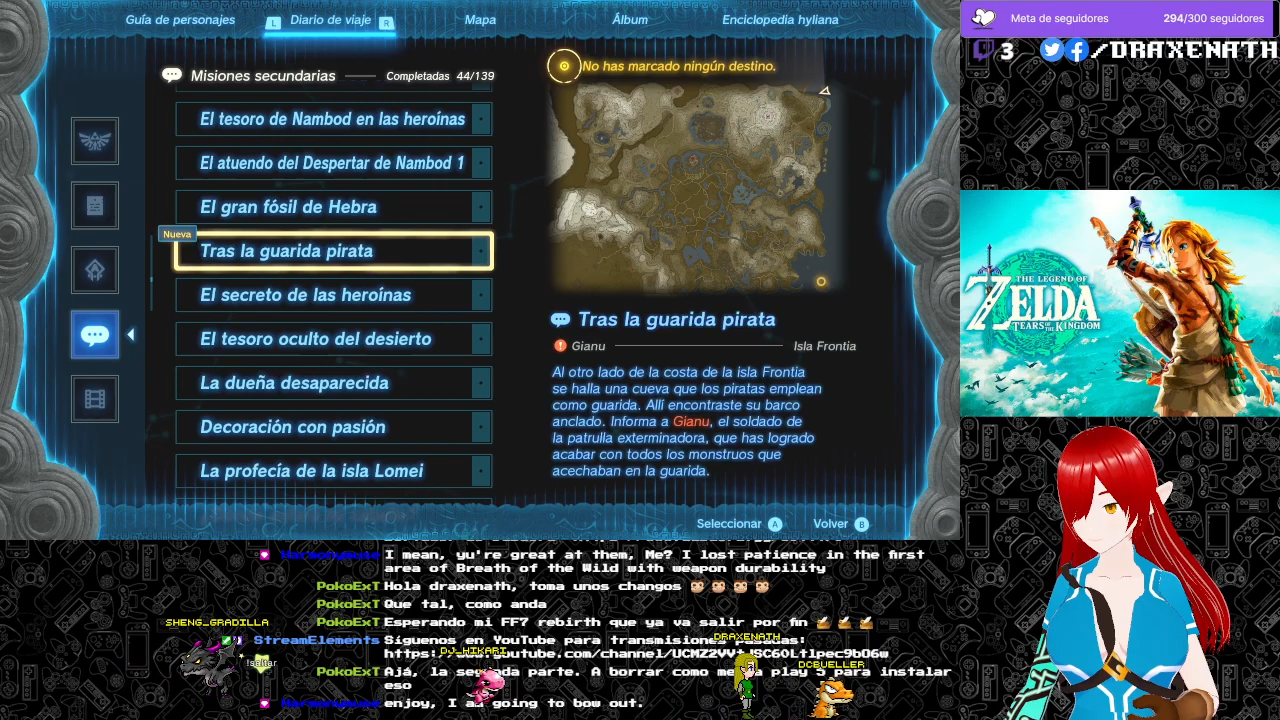 Guía de personajes
L Diario de viaje R
Mapa
Álbum
Enciclopedia hyliana
Misiones secundarias
Completadas 44/139
El tesoro de Nambod en las heroínas
El atuendo del Despertar de Nambod 1
El gran fósil de Hebra
Nueva
Tras la guarida pirata
El secreto de las heroínas
El tesoro oculto del desierto
La dueña desaparecida
Decoración con pasión
La profecía de la isla Lomei
No has marcado ningún destino.
Tras la guarida pirata
Gianu
Isla Frontia
Al otro lado de la costa de la isla Frontia
se halla una cueva que los piratas emplean
como guarida. Allí encontraste su barco
anclado. Informa a Gianu, el soldado de
la patrulla exterminadora, que has logrado
acabar con todos los monstruos que
acechaban en la guarida.
Seleccionar A
Volver B
Meta de seguidores
294/300 seguidores
3
/DRAXENATH
THE LEGEND OF
ZELDA
TEARS OF THE KINGDOM
I mean, yu're great at them, Me? I lost patience in the first
area of Breath of the Wild with weapon durability
PokoExT Hola draxenath, toma unos changos
PokoExT Que tal, como anda
PokoExT Esperando mi FF7 rebirth que ya va salir por fin
StreamElements Síguenos en YouTube para transmisiones pasadas:
PokoExT Ajá, la segunda parte. A borrar como media play 5 para instalar
eso
enjoy, I am going to bow out.
SHENG_GRADILLA
!saltar
DJ_HIKARI
DRAXENATH
DCBUELLER